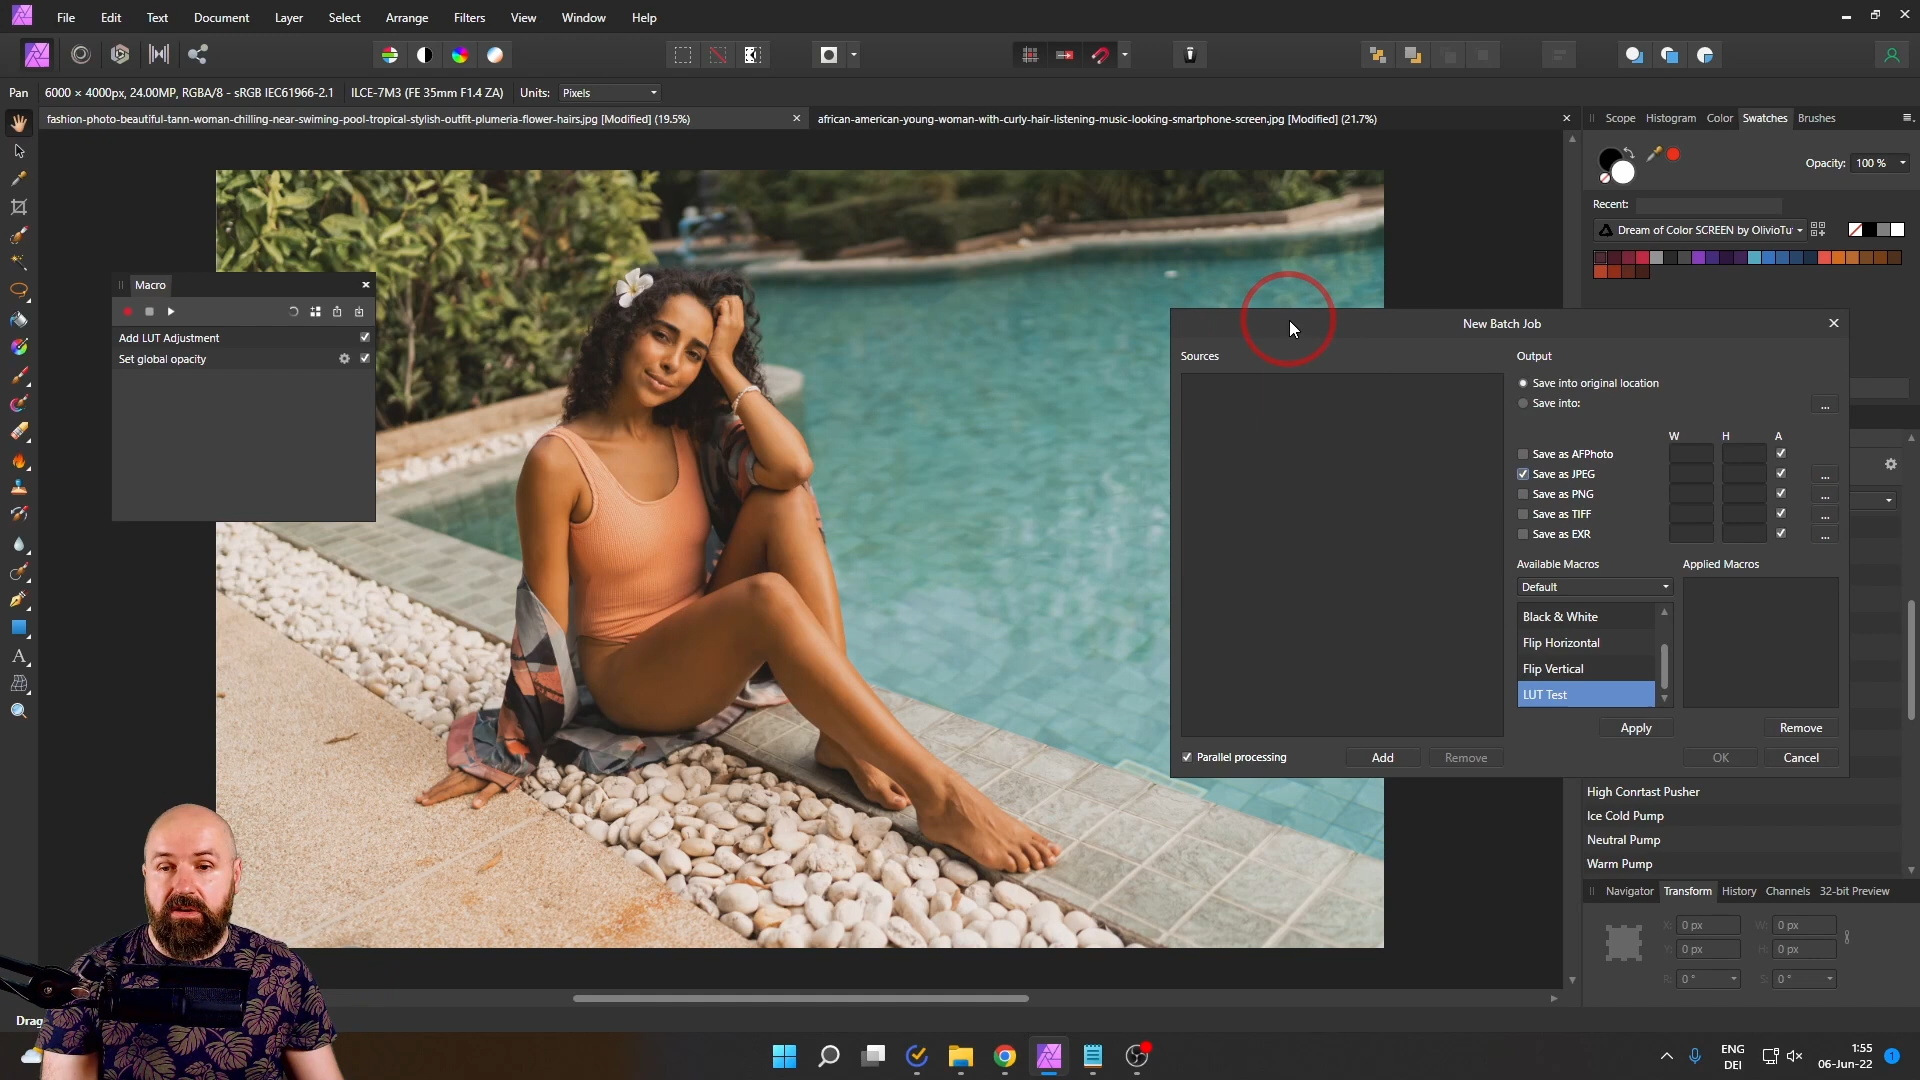 File Edit Text Document Layer Select Arrange Filters View Window Help
Pan 6000 × 4000px, 24.00MP, RGBA/8 - sRGB IEC61966-2.1 ILCE-7M3 (FE 35mm F1.4 ZA) Units: Pixels
fashion-photo-beautiful-tann-woman-chilling-near-swiming-pool-tropical-stylish-outfit-plumeria-flower-hairs.jpg [Modified] (19.5%)
african-american-young-woman-with-curly-hair-listening-music-looking-smartphone-screen.jpg [Modified] (21.7%)
Scope Histogram Color Swatches Brushes
Opacity: 100 %
Recent:
Dream of Color SCREEN by OlivioTu
Macro
Add LUT Adjustment
Set global opacity
New Batch Job
Sources
Output
Save into original location
Save into:
...
W H A
Save as AFPhoto
Save as JPEG ...
Save as PNG ...
Save as TIFF ...
Save as EXR ...
Available Macros
Applied Macros
Default
Black & White
Flip Horizontal
Flip Vertical
LUT Test
Apply
Remove
Parallel processing
Add
Remove
OK
Cancel
High Conrtast Pusher
Ice Cold Pump
Neutral Pump
Warm Pump
Navigator Transform History Channels 32-bit Preview
X: 0 px W: 0 px
Y: 0 px H: 0 px
R: 0 ° S: 0 °
Drag
ENG
DEI
1:55
06-Jun-22
1